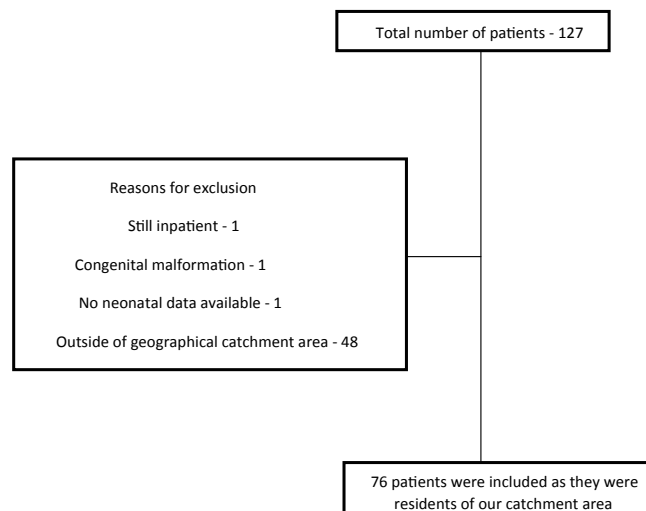 Total number of patients - 127
Reasons for exclusion
Still inpatient - 1
Congenital malformation - 1
No neonatal data available - 1
Outside of geographical catchment area - 48
76 patients were included as they were
residents of our catchment area